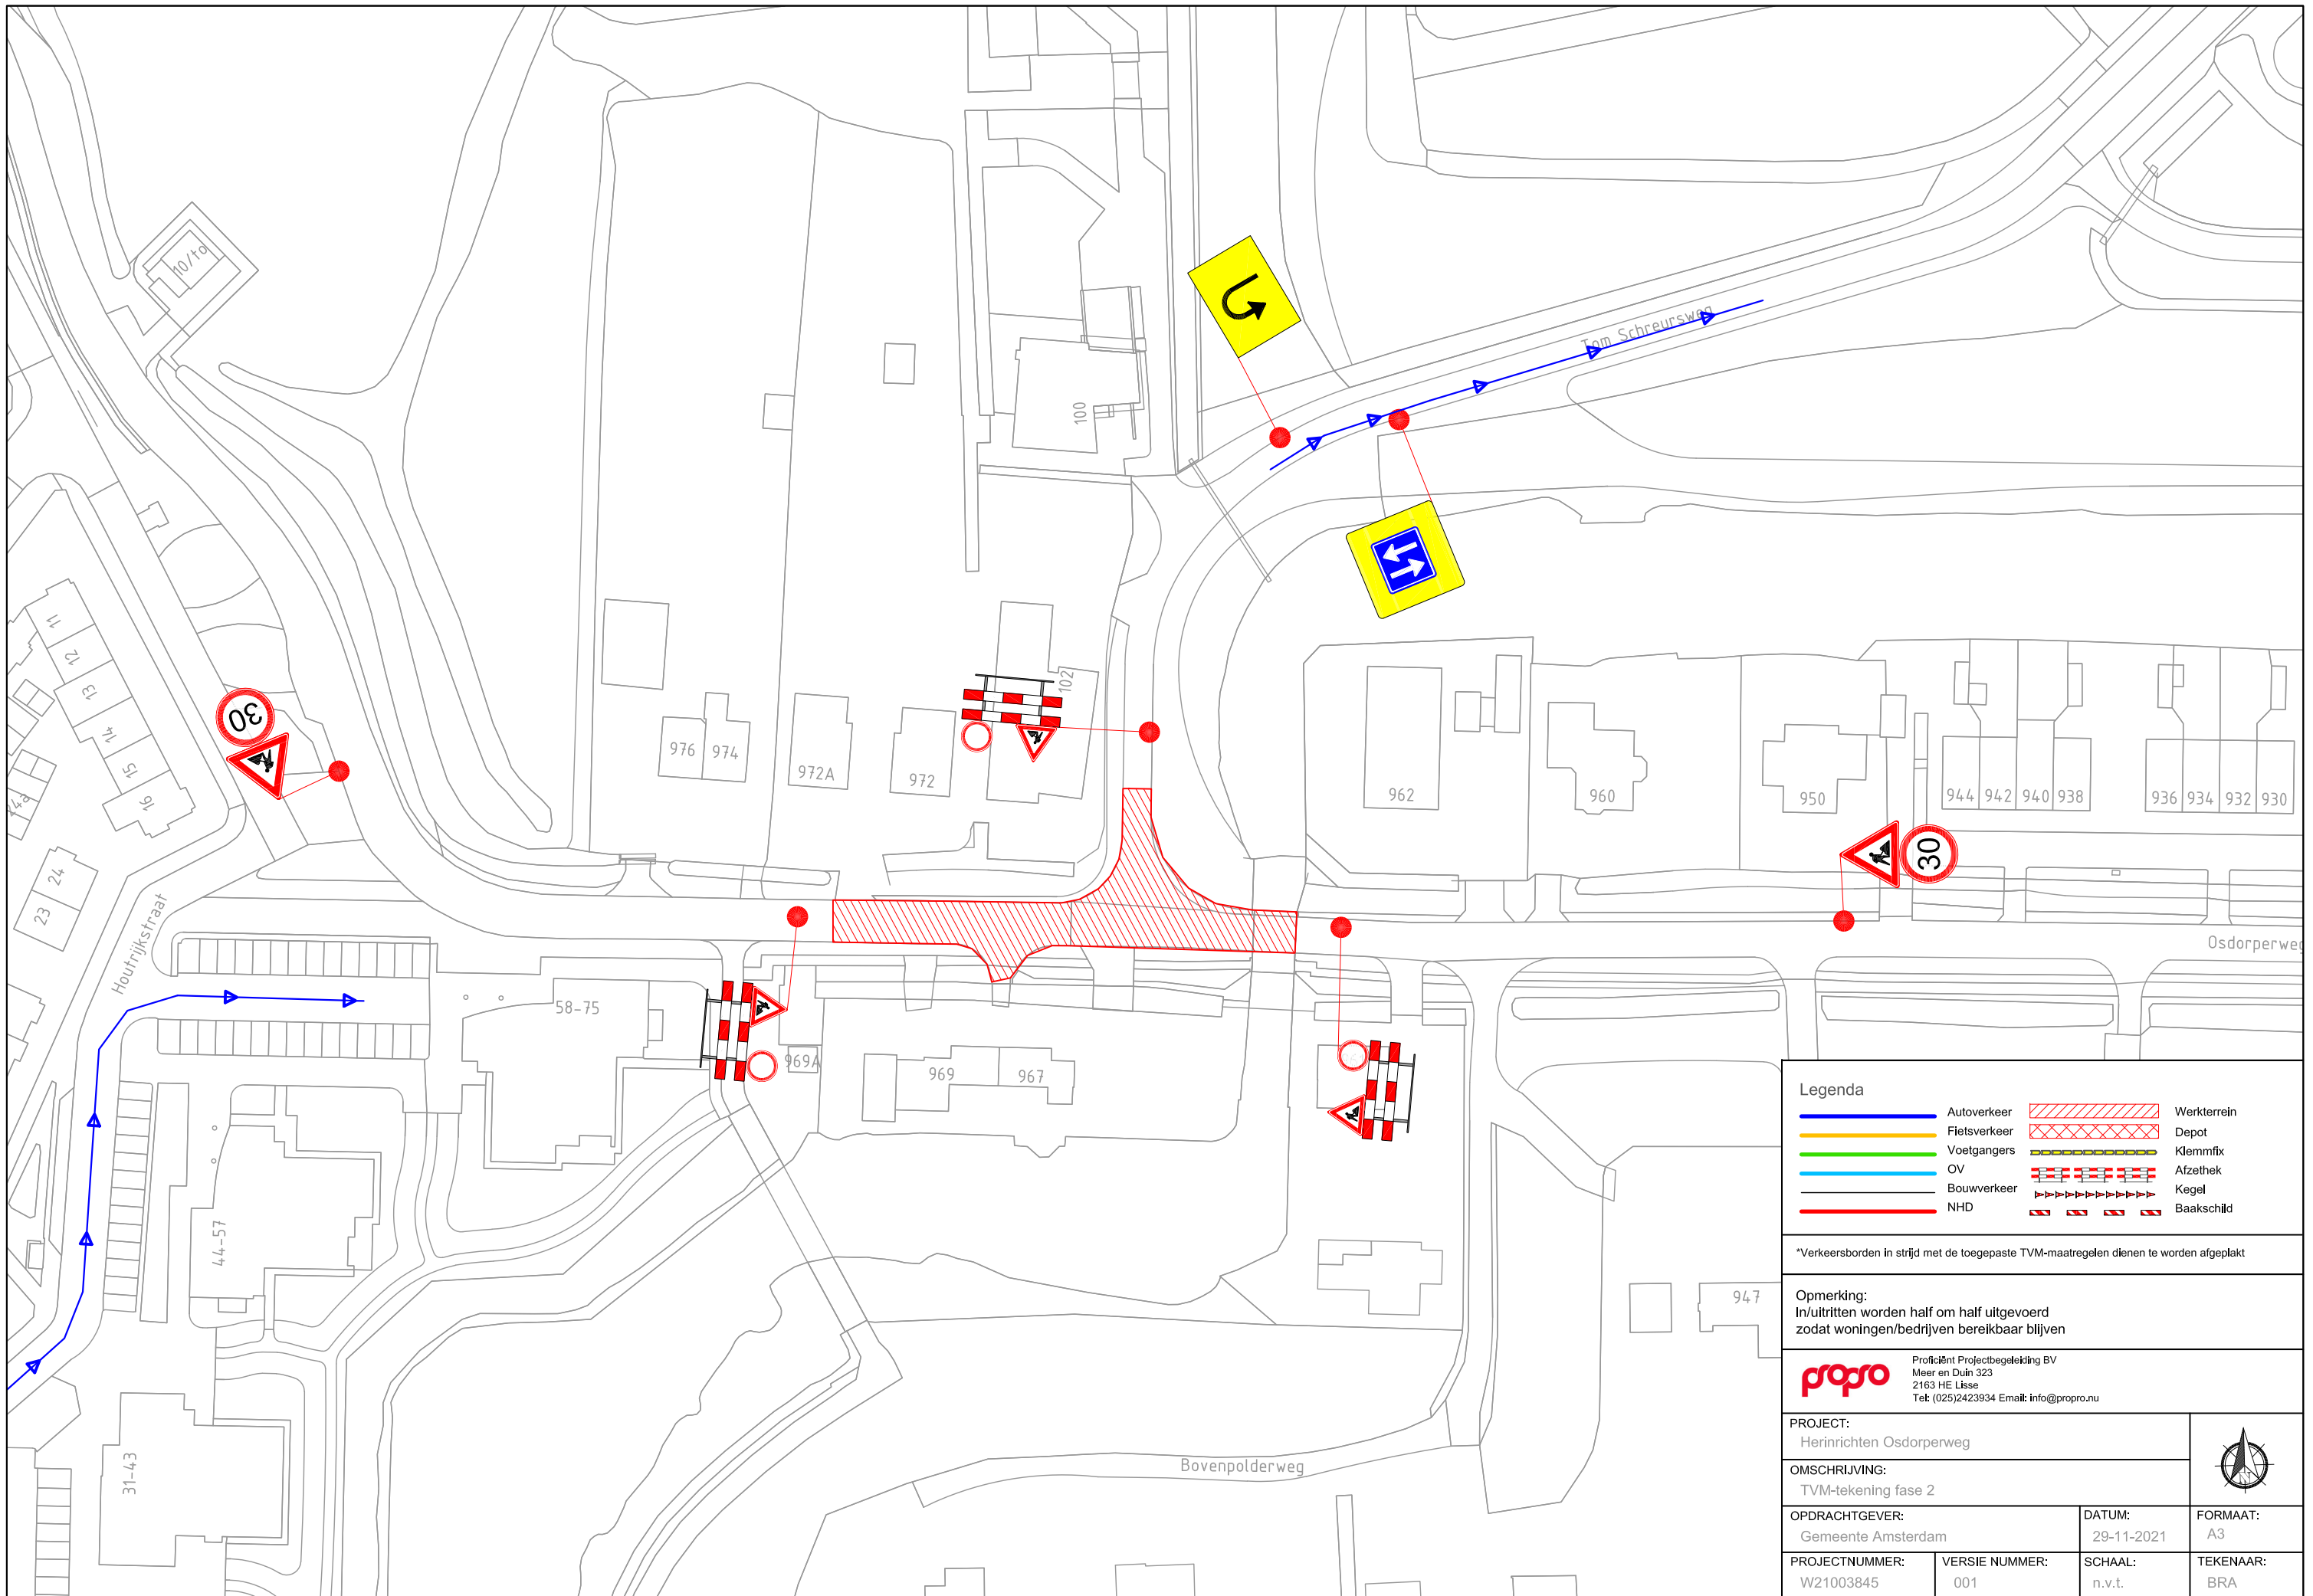 10/to
100
Tom Schreursweg
11
12
13
14
15
16
24
23
30
976
974
972A
972
102
962
960
950
944
942
940
938
936
934
932
930
30
Osdorperweg
Houtrijkstraat
58-75
969A
969
967
44-57
31-43
947
Bovenpolderweg
Legenda
Autoverkeer
Fietsverkeer
Voetgangers
OV
Bouwverkeer
NHD
Werkterrein
Depot
Klemmfix
Afzethek
Kegel
Baakschild
*Verkeersborden in strijd met de toegepaste TVM-maatregelen dienen te worden afgeplakt
Opmerking:
In/uitritten worden half om half uitgevoerd
zodat woningen/bedrijven bereikbaar blijven
propro
Proficiënt Projectbegeleiding BV
Meer en Duin 323
2163 HE Lisse
Tel: (025)2423934 Email: info@propro.nu
PROJECT:
Herinrichten Osdorperweg
OMSCHRIJVING:
TVM-tekening fase 2
N
OPDRACHTGEVER:
Gemeente Amsterdam
DATUM:
29-11-2021
FORMAAT:
A3
PROJECTNUMMER:
W21003845
VERSIE NUMMER:
001
SCHAAL:
n.v.t.
TEKENAAR:
BRA